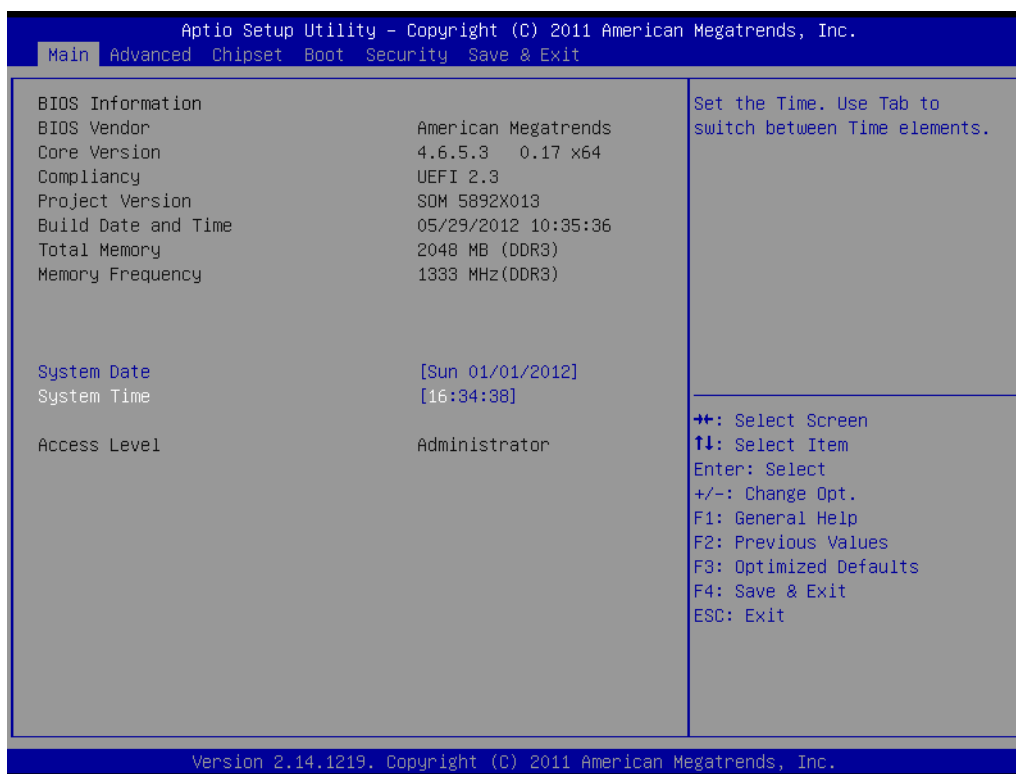 Aptio Setup Utility – Copyright (C) 2011 American Megatrends, Inc.
Main Advanced Chipset Boot Security Save & Exit
BIOS Information
BIOS Vendor American Megatrends
Core Version 4.6.5.3 0.17 x64
Compliancy UEFI 2.3
Project Version SOM 5892X013
Build Date and Time 05/29/2012 10:35:36
Total Memory 2048 MB (DDR3)
Memory Frequency 1333 MHz(DDR3)
System Date [Sun 01/01/2012]
System Time [16:34:38]
Access Level Administrator
Set the Time. Use Tab to
switch between Time elements.
→←: Select Screen
↑↓: Select Item
Enter: Select
+/-: Change Opt.
F1: General Help
F2: Previous Values
F3: Optimized Defaults
F4: Save & Exit
ESC: Exit
Version 2.14.1219. Copyright (C) 2011 American Megatrends, Inc.